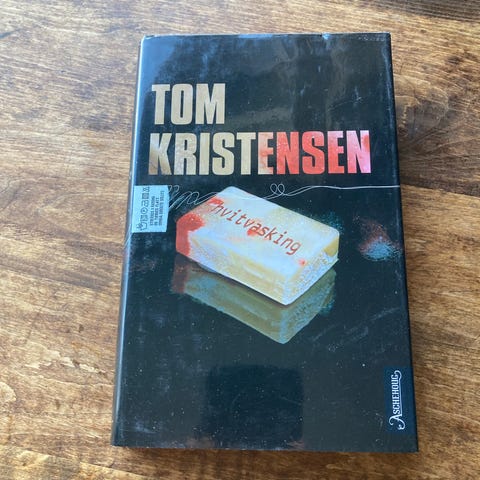 TOM
KRISTENSEN
hvitvasking
ASCHEHOUG